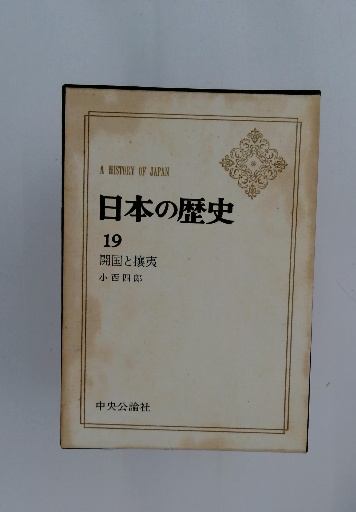 A HISTORY OF JAPAN
日本の歴史
19
開国と攘夷
小西四郎
中央公論社